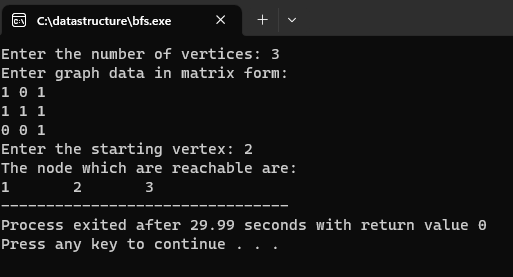 C:\datastructure\bfs.exe
Enter the number of vertices: 3
Enter graph data in matrix form:
1 0 1
1 1 1
0 0 1
Enter the starting vertex: 2
The node which are reachable are:
1       2       3
--------------------------------
Process exited after 29.99 seconds with return value 0
Press any key to continue . . .